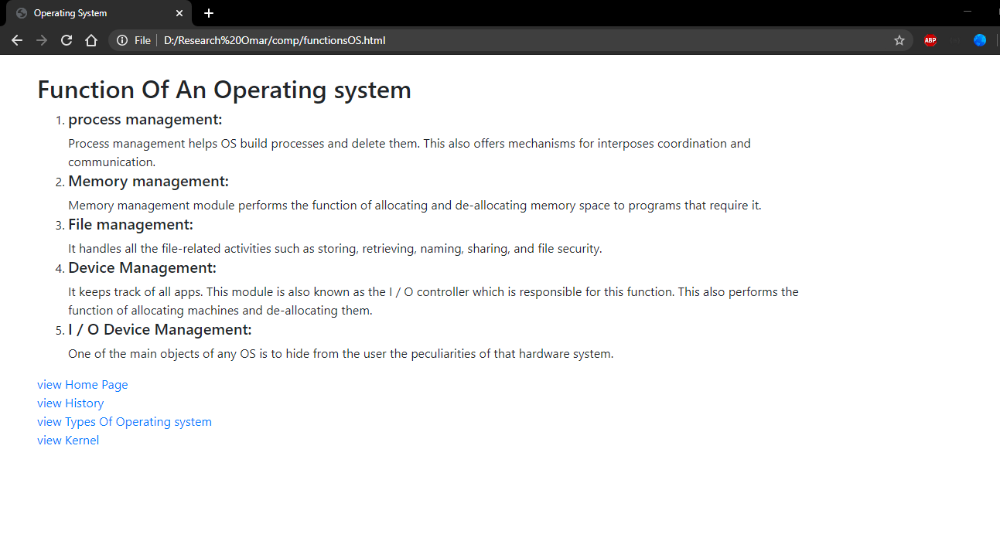 Operating System
File D:/Research%20Omar/comp/functionsOS.html
ABP
Function Of An Operating system
1. process management:
Process management helps OS build processes and delete them. This also offers mechanisms for interposes coordination and
communication.
2. Memory management:
Memory management module performs the function of allocating and de-allocating memory space to programs that require it.
3. File management:
It handles all the file-related activities such as storing, retrieving, naming, sharing, and file security.
4. Device Management:
It keeps track of all apps. This module is also known as the I / O controller which is responsible for this function. This also performs the
function of allocating machines and de-allocating them.
5. I / O Device Management:
One of the main objects of any OS is to hide from the user the peculiarities of that hardware system.
view Home Page
view History
view Types Of Operating system
view Kernel